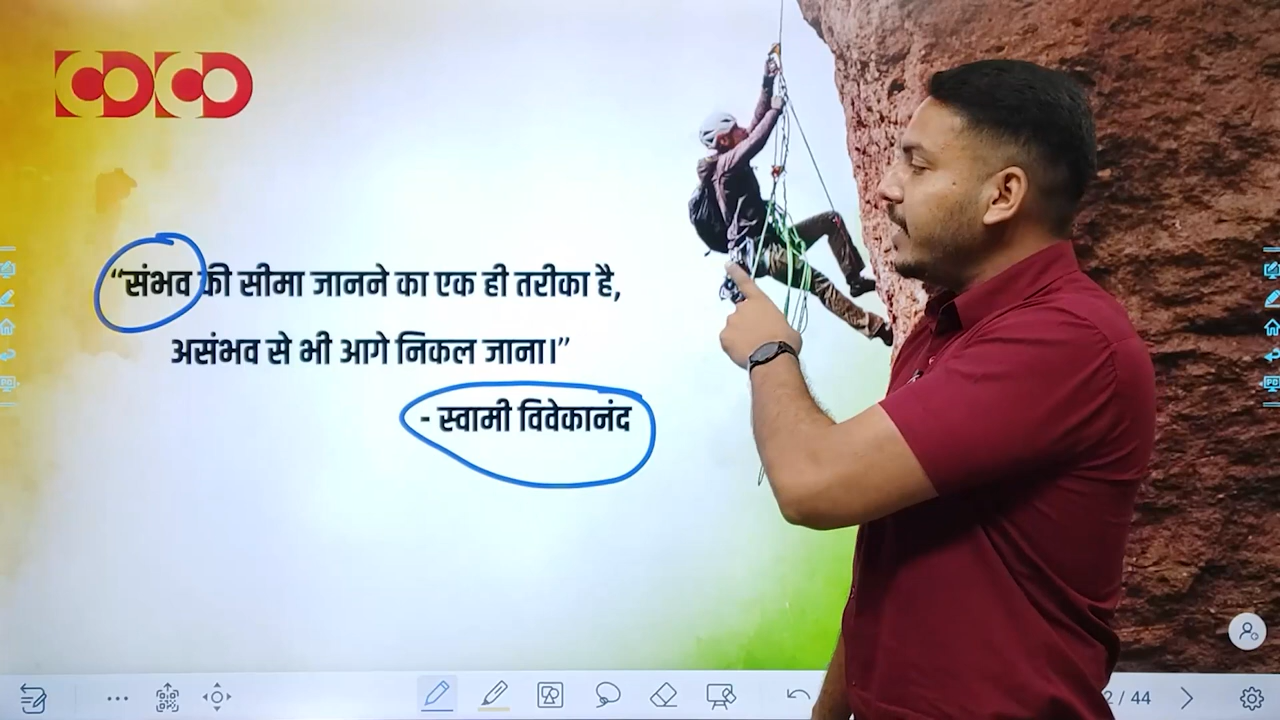 “संभव की सीमा जानने का एक ही तरीका है,
असंभव से भी आगे निकल जाना।”
- स्वामी विवेकानंद
2 / 44